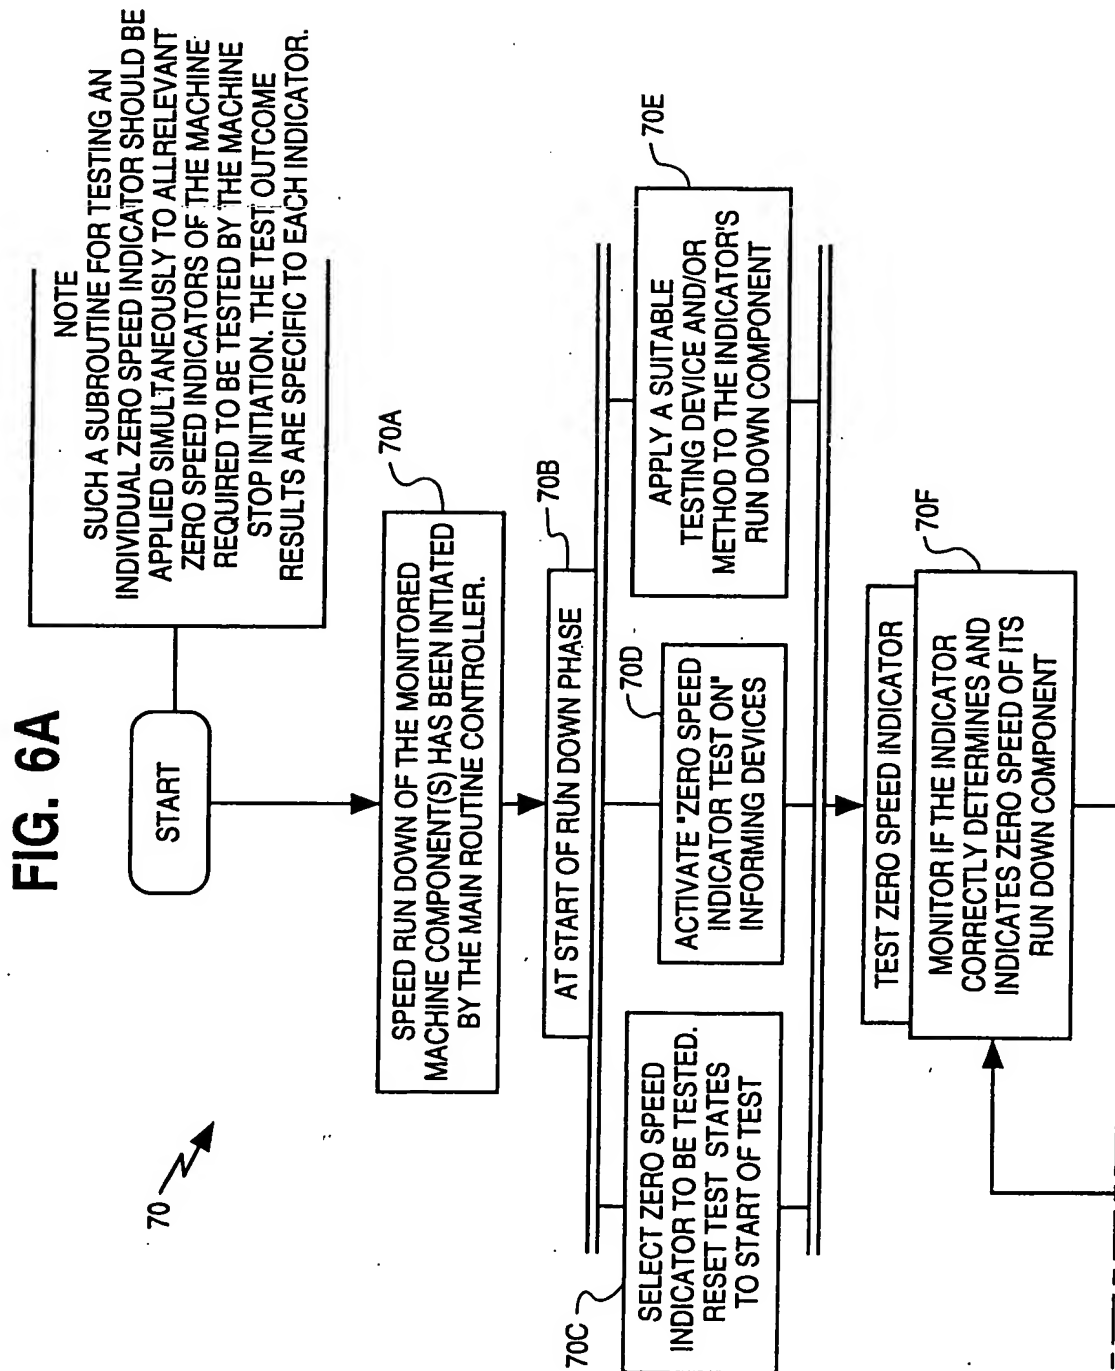 FIG. 6A
START
NOTE
SUCH A SUBROUTINE FOR TESTING AN
INDIVIDUAL ZERO SPEED INDICATOR SHOULD BE
APPLIED SIMULTANEOUSLY TO ALLRELEVANT
ZERO SPEED INDICATORS OF THE MACHINE
REQUIRED TO BE TESTED BY THE MACHINE
STOP INITIATION. THE TEST OUTCOME
RESULTS ARE SPECIFIC TO EACH INDICATOR.
70
70A
SPEED RUN DOWN OF THE MONITORED
MACHINE COMPONENT(S) HAS BEEN INTIATED
BY THE MAIN ROUTINE CONTROLLER.
70B
AT START OF RUN DOWN PHASE
70C
SELECT ZERO SPEED
INDICATOR TO BE TESTED.
RESET TEST STATES
TO START OF TEST
70D
ACTIVATE "ZERO SPEED
INDICATOR TEST ON"
INFORMING DEVICES
70E
APPLY A SUITABLE
TESTING DEVICE AND/OR
METHOD TO THE INDICATOR'S
RUN DOWN COMPONENT
TEST ZERO SPEED INDICATOR
70F
MONITOR IF THE INDICATOR
CORRECTLY DETERMINES AND
INDICATES ZERO SPEED OF ITS
RUN DOWN COMPONENT